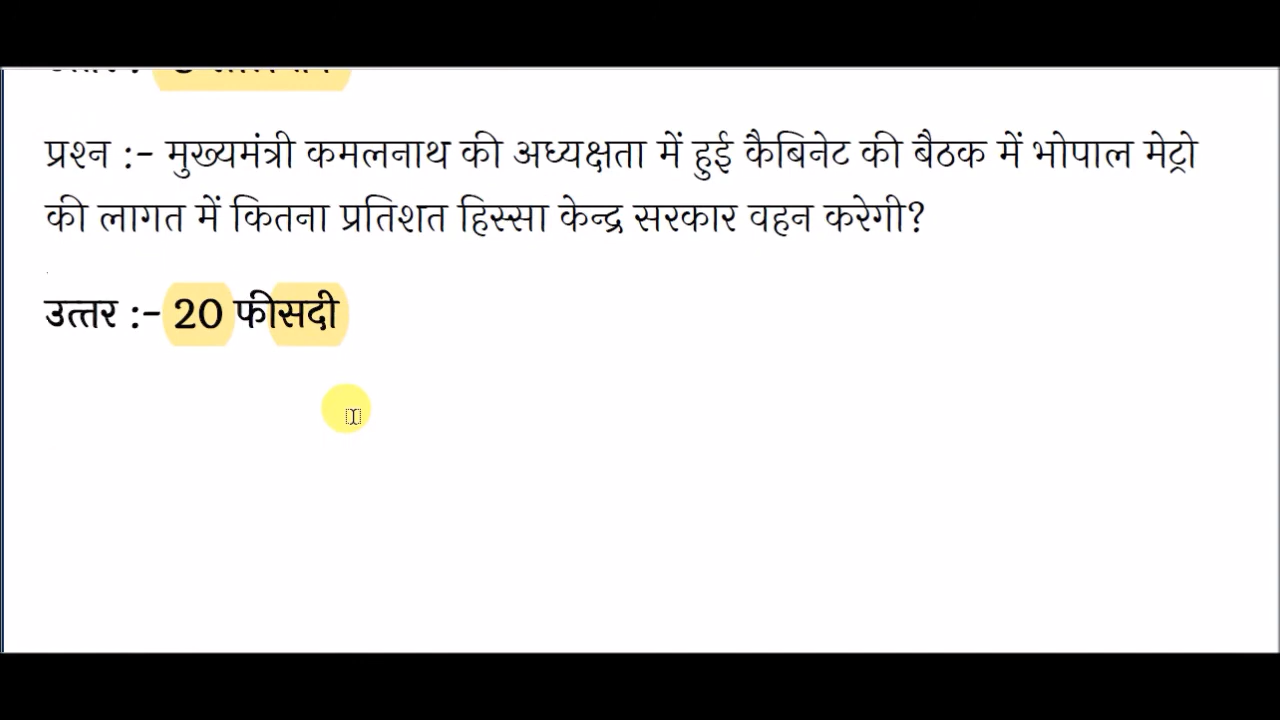 प्रश्न :- मुख्यमंत्री कमलनाथ की अध्यक्षता में हुई कैबिनेट की बैठक में भोपाल मेट्रो
की लागत में कितना प्रतिशत हिस्सा केन्द्र सरकार वहन करेगी?
उत्तर :- 20 फीसदी